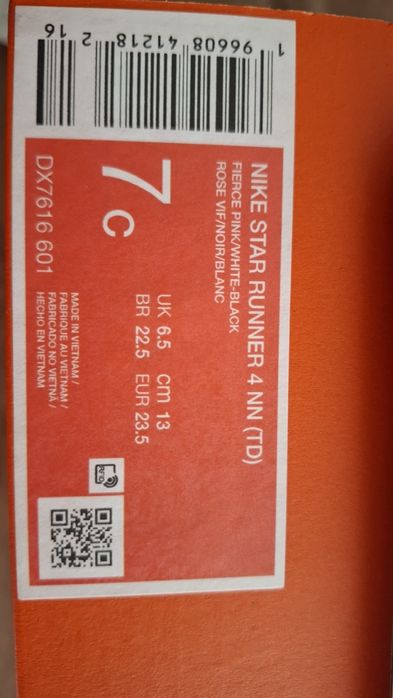 NIKE STAR RUNNER 4 NN (TD)
FIERCE PINK/WHITE-BLACK
ROSE VIF/NOIR/BLANC
7C
UK 6.5 cm 13
BR 22.5 EUR 23.5
MADE IN VIETNAM /
FABRIQUE AU VIETNAM /
FABRICADO NO VIETNÃ /
HECHO EN VIETNAM
DX7616 601
RFID
1 96608 41218 2
16